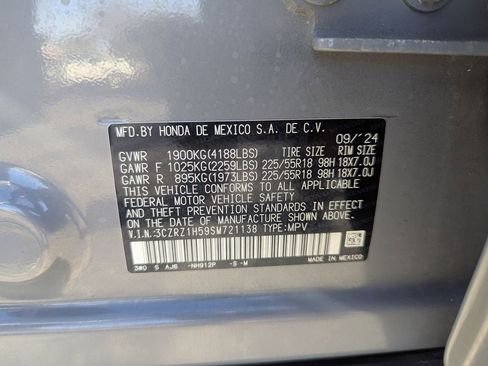 MFD.BY HONDA DE MEXICO S.A. DE C.V. 09/'24
GVWR 1900KG(4188LBS) TIRE SIZE RIM SIZE
GAWR F 1025KG(2259LBS) 225/55R18 98H 18X7.0J
GAWR R 895KG(1973LBS) 225/55R18 98H 18X7.0J
THIS VEHICLE CONFORMS TO ALL APPLICABLE
FEDERAL MOTOR VEHICLE SAFETY
AND THEFT PREVENTION STANDARDS IN EFFECT
ON THE DATE OF MANUFACTURE SHOWN ABOVE.
V.I.N.:3CZRZ1H59SM721138 TYPE:MPV
3W0 S AJ6 NH912P -S -M MADE IN MEXICO